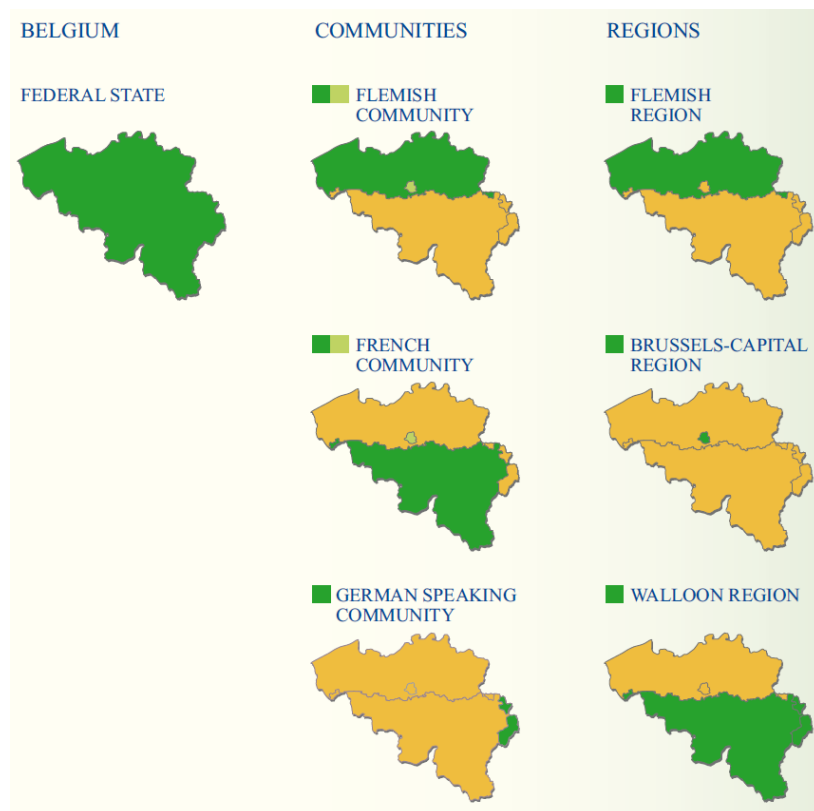 BELGIUM
COMMUNITIES
REGIONS
FEDERAL STATE
FLEMISH
COMMUNITY
FLEMISH
REGION
FRENCH
COMMUNITY
BRUSSELS-CAPITAL
REGION
GERMAN SPEAKING
COMMUNITY
WALLOON REGION